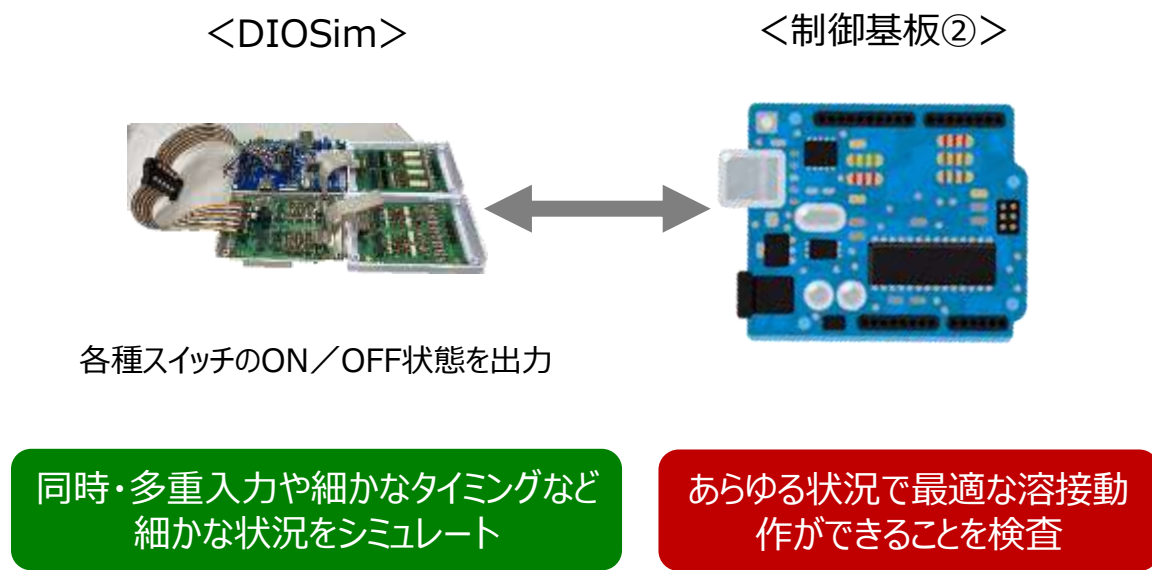 ＜DIOSim＞
＜制御基板②＞
各種スイッチのON／OFF状態を出力
同時・多重入力や細かなタイミングなど
細かな状況をシミュレート
あらゆる状況で最適な溶接動
作ができることを検査